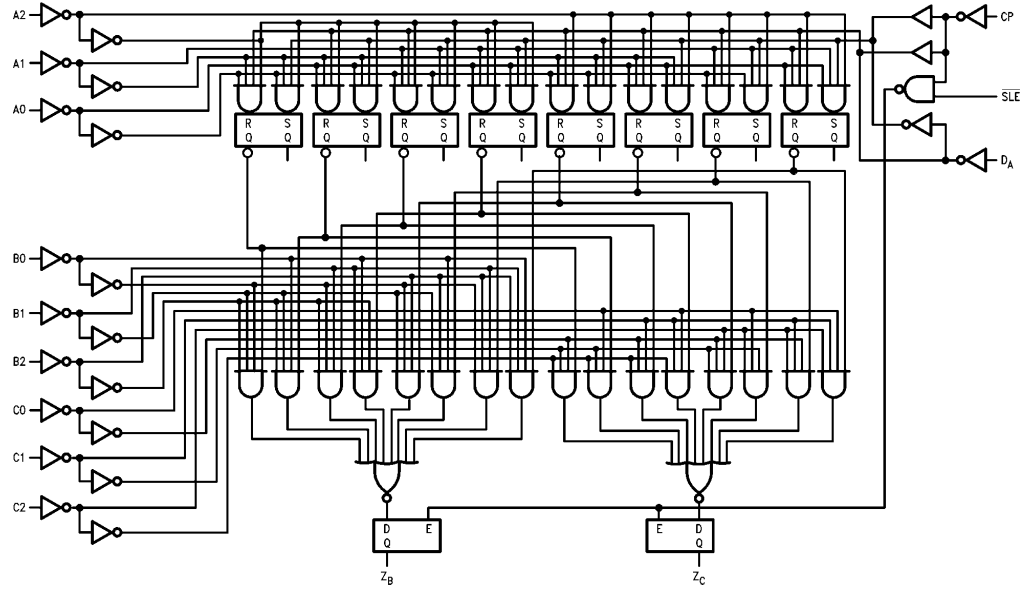 A2
CP
A1
A0
SLE
R S R S R S R S R S R S R S R S
Q Q Q Q Q Q Q Q Q Q Q Q Q Q Q Q
DA
B0
B1
B2
C0
C1
C2
D E E D
Q Q
ZB ZC